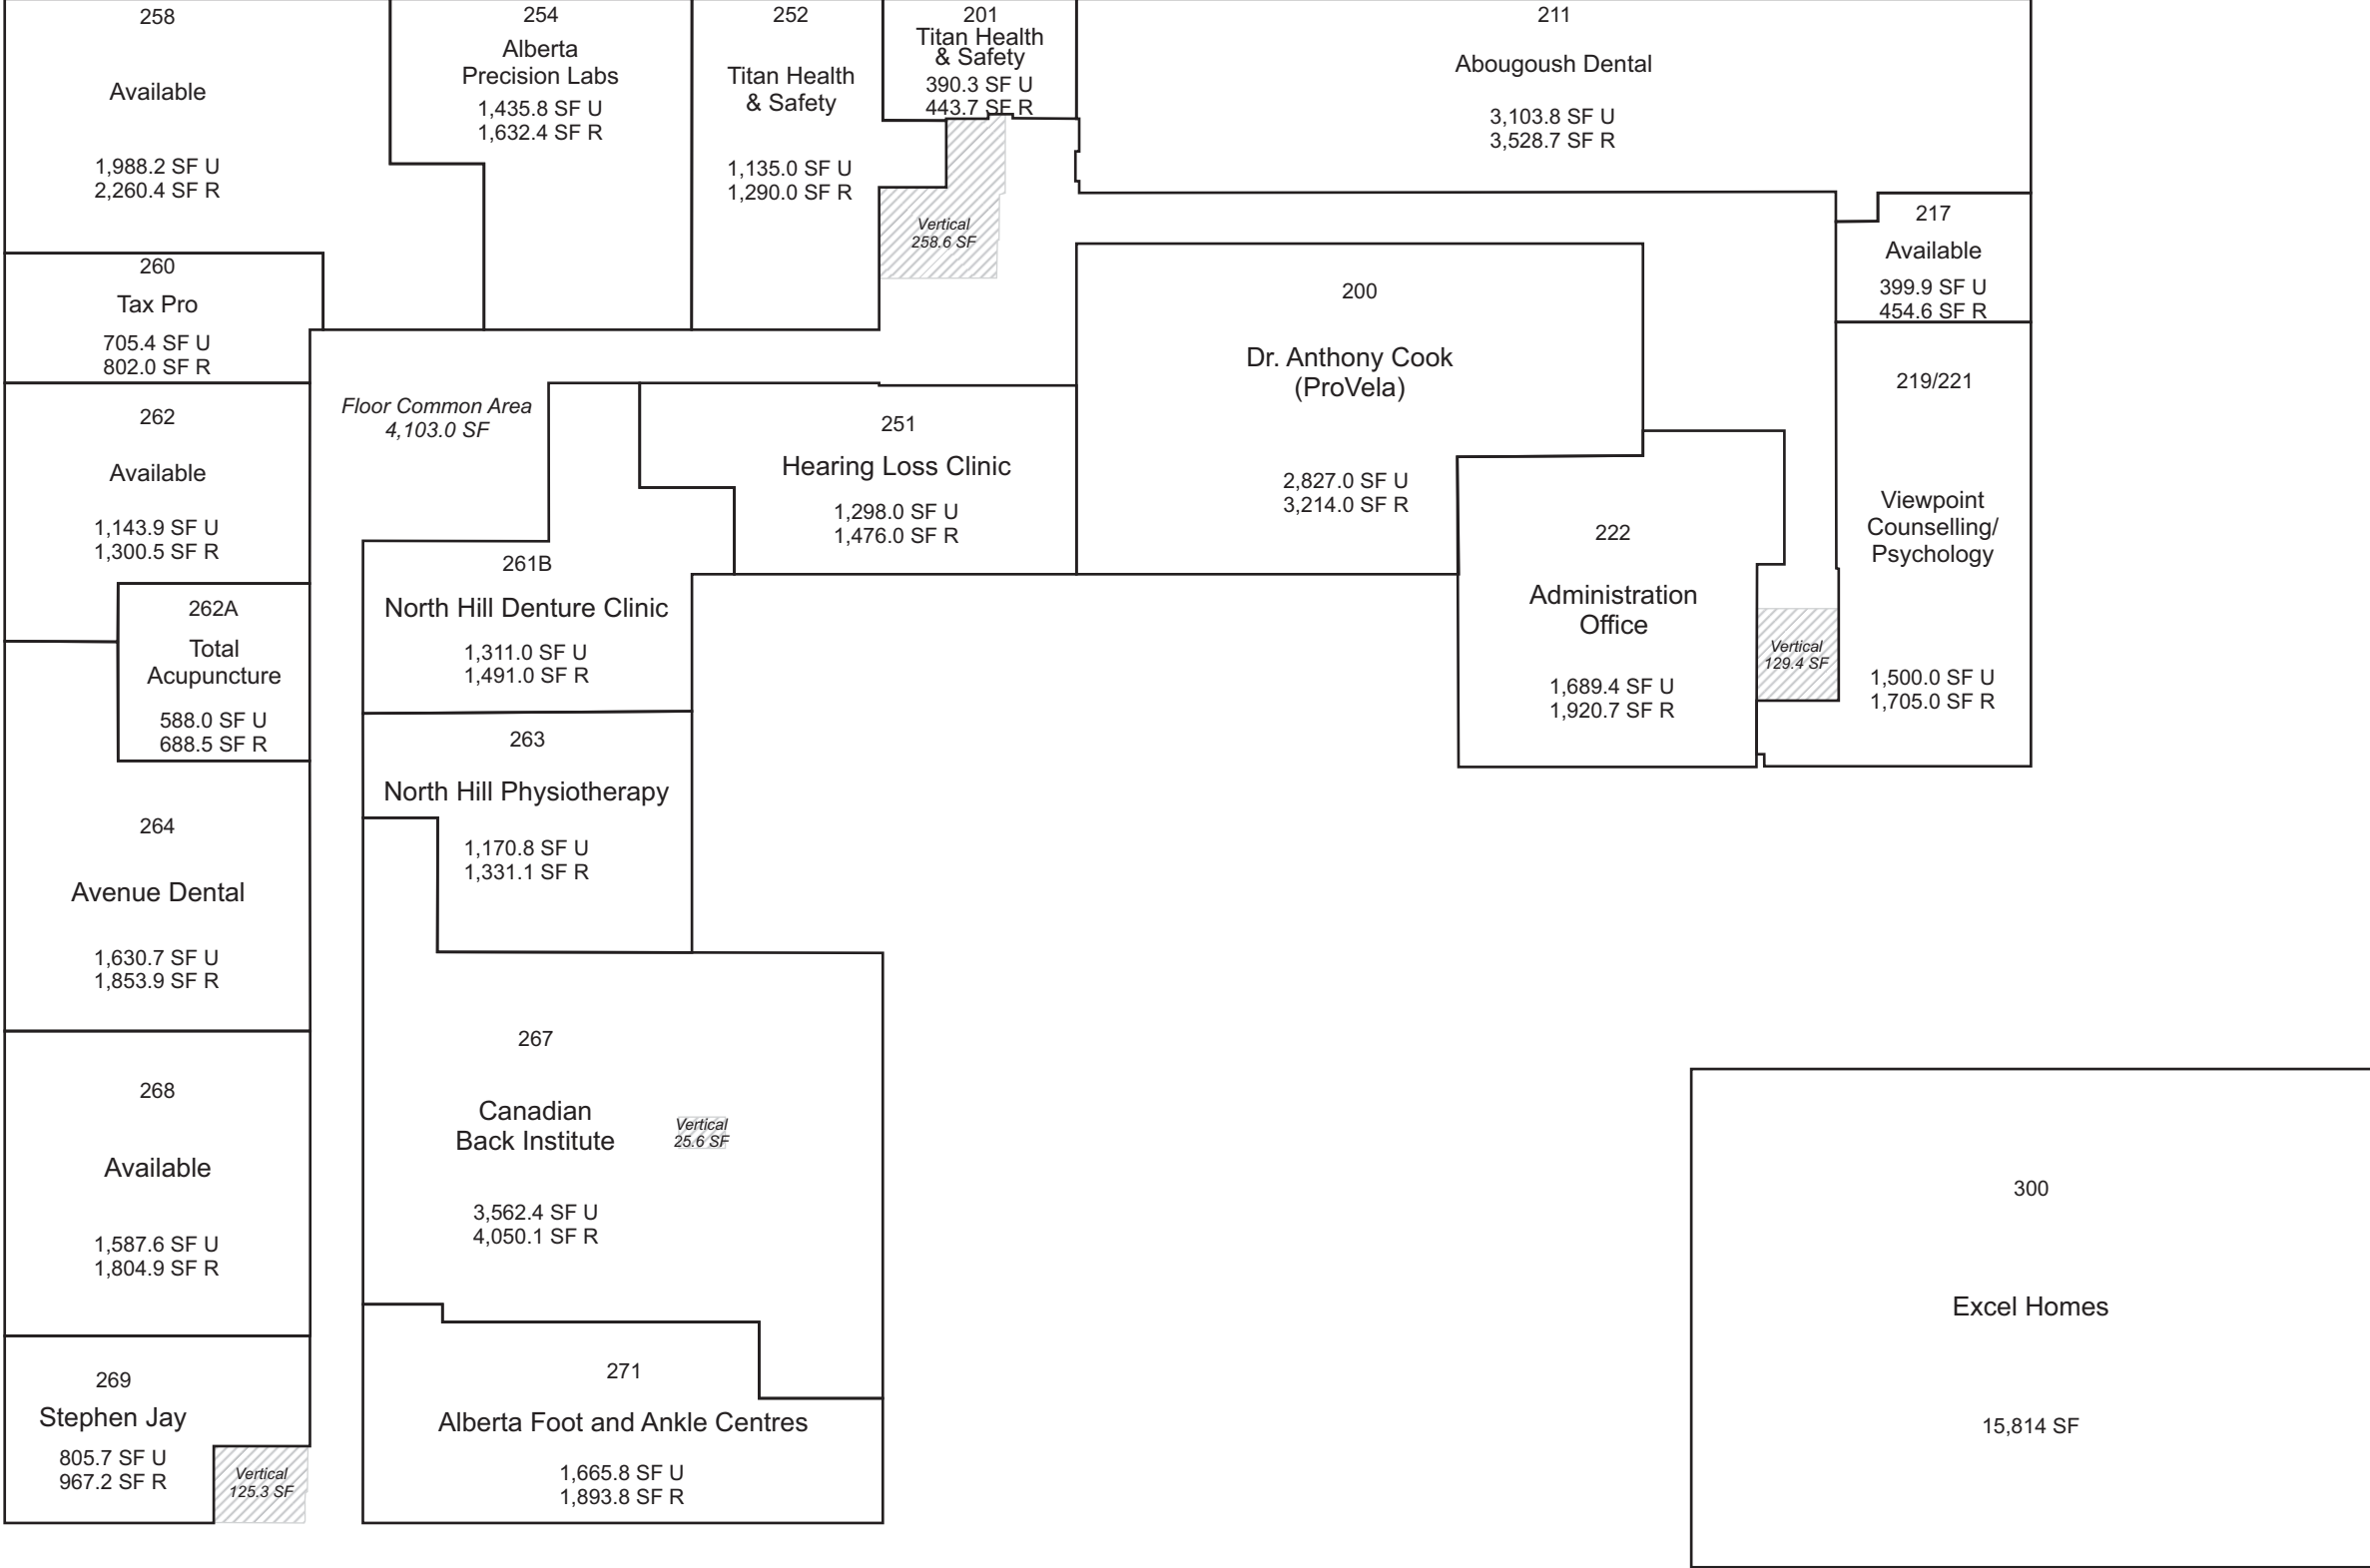 258
Available
1,988.2 SF U
2,260.4 SF R
254
Alberta
Precision Labs
1,435.8 SF U
1,632.4 SF R
252
Titan Health
& Safety
1,135.0 SF U
1,290.0 SF R
201
Titan Health
& Safety
390.3 SF U
443.7 SF R
211
Abougoush Dental
3,103.8 SF U
3,528.7 SF R
Vertical
258.6 SF
217
Available
399.9 SF U
454.6 SF R
260
Tax Pro
705.4 SF U
802.0 SF R
200
Dr. Anthony Cook
(ProVela)
2,827.0 SF U
3,214.0 SF R
219/221
Viewpoint
Counselling/
Psychology
1,500.0 SF U
1,705.0 SF R
262
Available
1,143.9 SF U
1,300.5 SF R
Floor Common Area
4,103.0 SF
251
Hearing Loss Clinic
1,298.0 SF U
1,476.0 SF R
222
Administration
Office
1,689.4 SF U
1,920.7 SF R
Vertical
129.4 SF
261B
North Hill Denture Clinic
1,311.0 SF U
1,491.0 SF R
262A
Total
Acupuncture
588.0 SF U
688.5 SF R
263
North Hill Physiotherapy
1,170.8 SF U
1,331.1 SF R
264
Avenue Dental
1,630.7 SF U
1,853.9 SF R
267
Canadian
Back Institute
3,562.4 SF U
4,050.1 SF R
Vertical
25.6 SF
268
Available
1,587.6 SF U
1,804.9 SF R
300
Excel Homes
15,814 SF
269
Stephen Jay
805.7 SF U
967.2 SF R
Vertical
125.3 SF
271
Alberta Foot and Ankle Centres
1,665.8 SF U
1,893.8 SF R